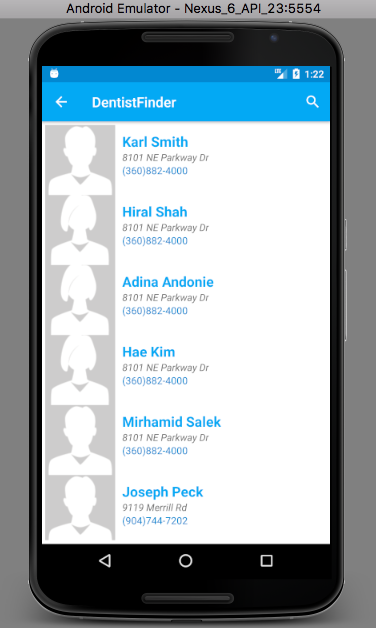 Android Emulator - Nexus_6_API_23:5554
LTE 1:22
DentistFinder
Karl Smith
8101 NE Parkway Dr
(360)882-4000
Hiral Shah
8101 NE Parkway Dr
(360)882-4000
Adina Andonie
8101 NE Parkway Dr
(360)882-4000
Hae Kim
8101 NE Parkway Dr
(360)882-4000
Mirhamid Salek
8101 NE Parkway Dr
(360)882-4000
Joseph Peck
9119 Merrill Rd
(904)744-7202